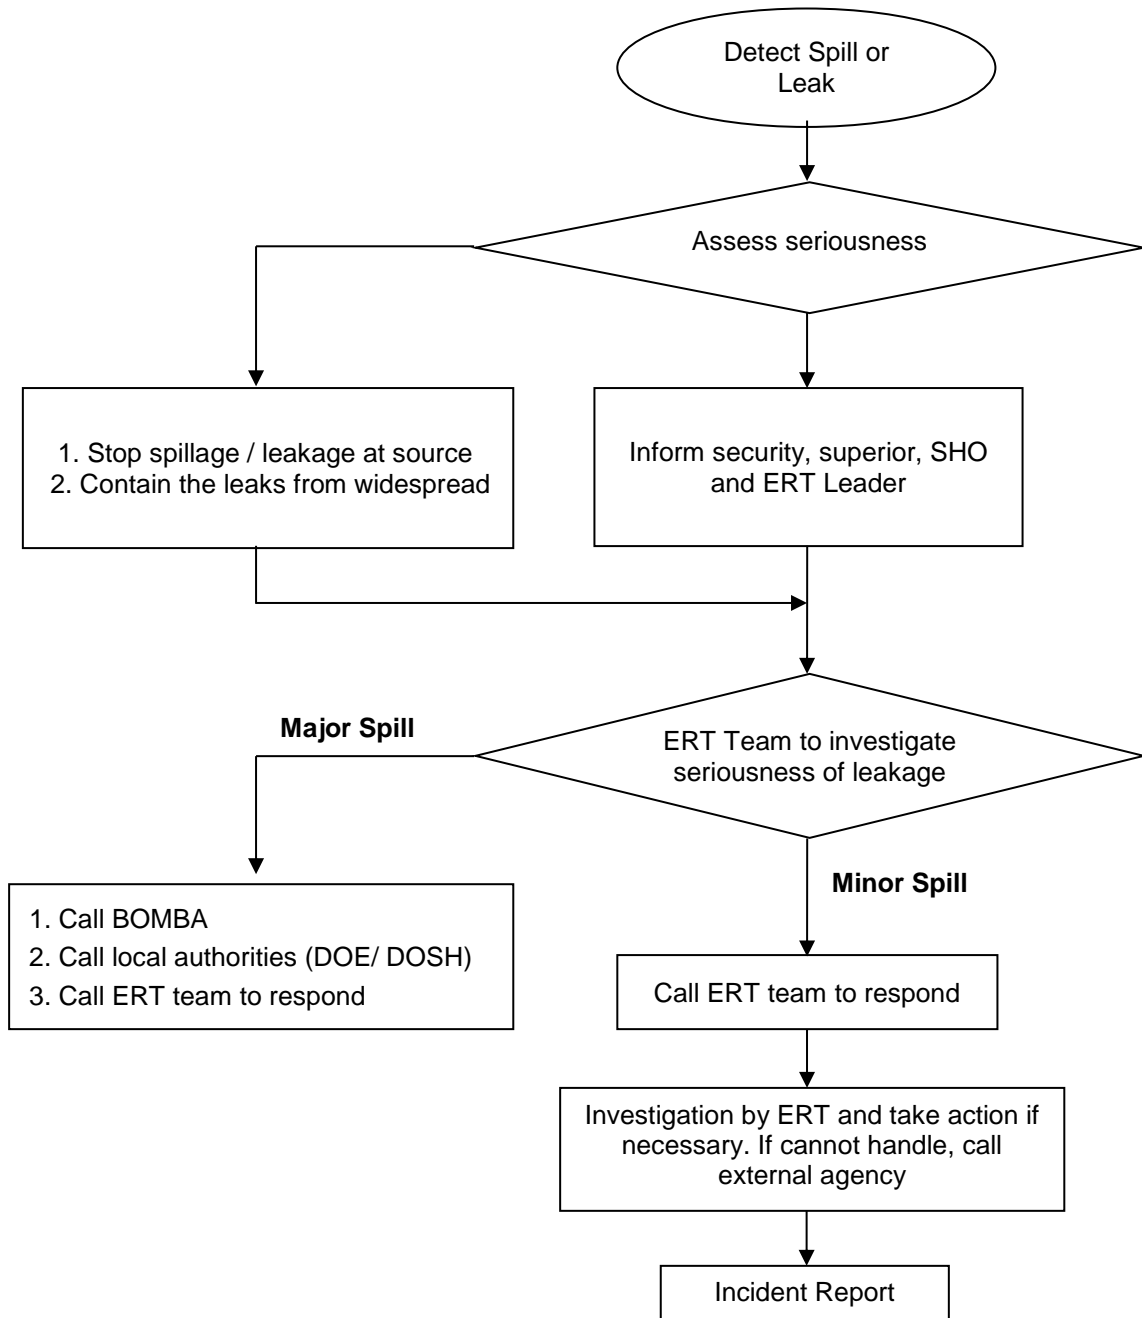 Detect Spill or
Leak
Assess seriousness
1. Stop spillage / leakage at source
2. Contain the leaks from widespread
Inform security, superior, SHO
and ERT Leader
Major Spill
ERT Team to investigate
seriousness of leakage
Minor Spill
1. Call BOMBA
2. Call local authorities (DOE/ DOSH)
3. Call ERT team to respond
Call ERT team to respond
Investigation by ERT and take action if
necessary. If cannot handle, call
external agency
Incident Report